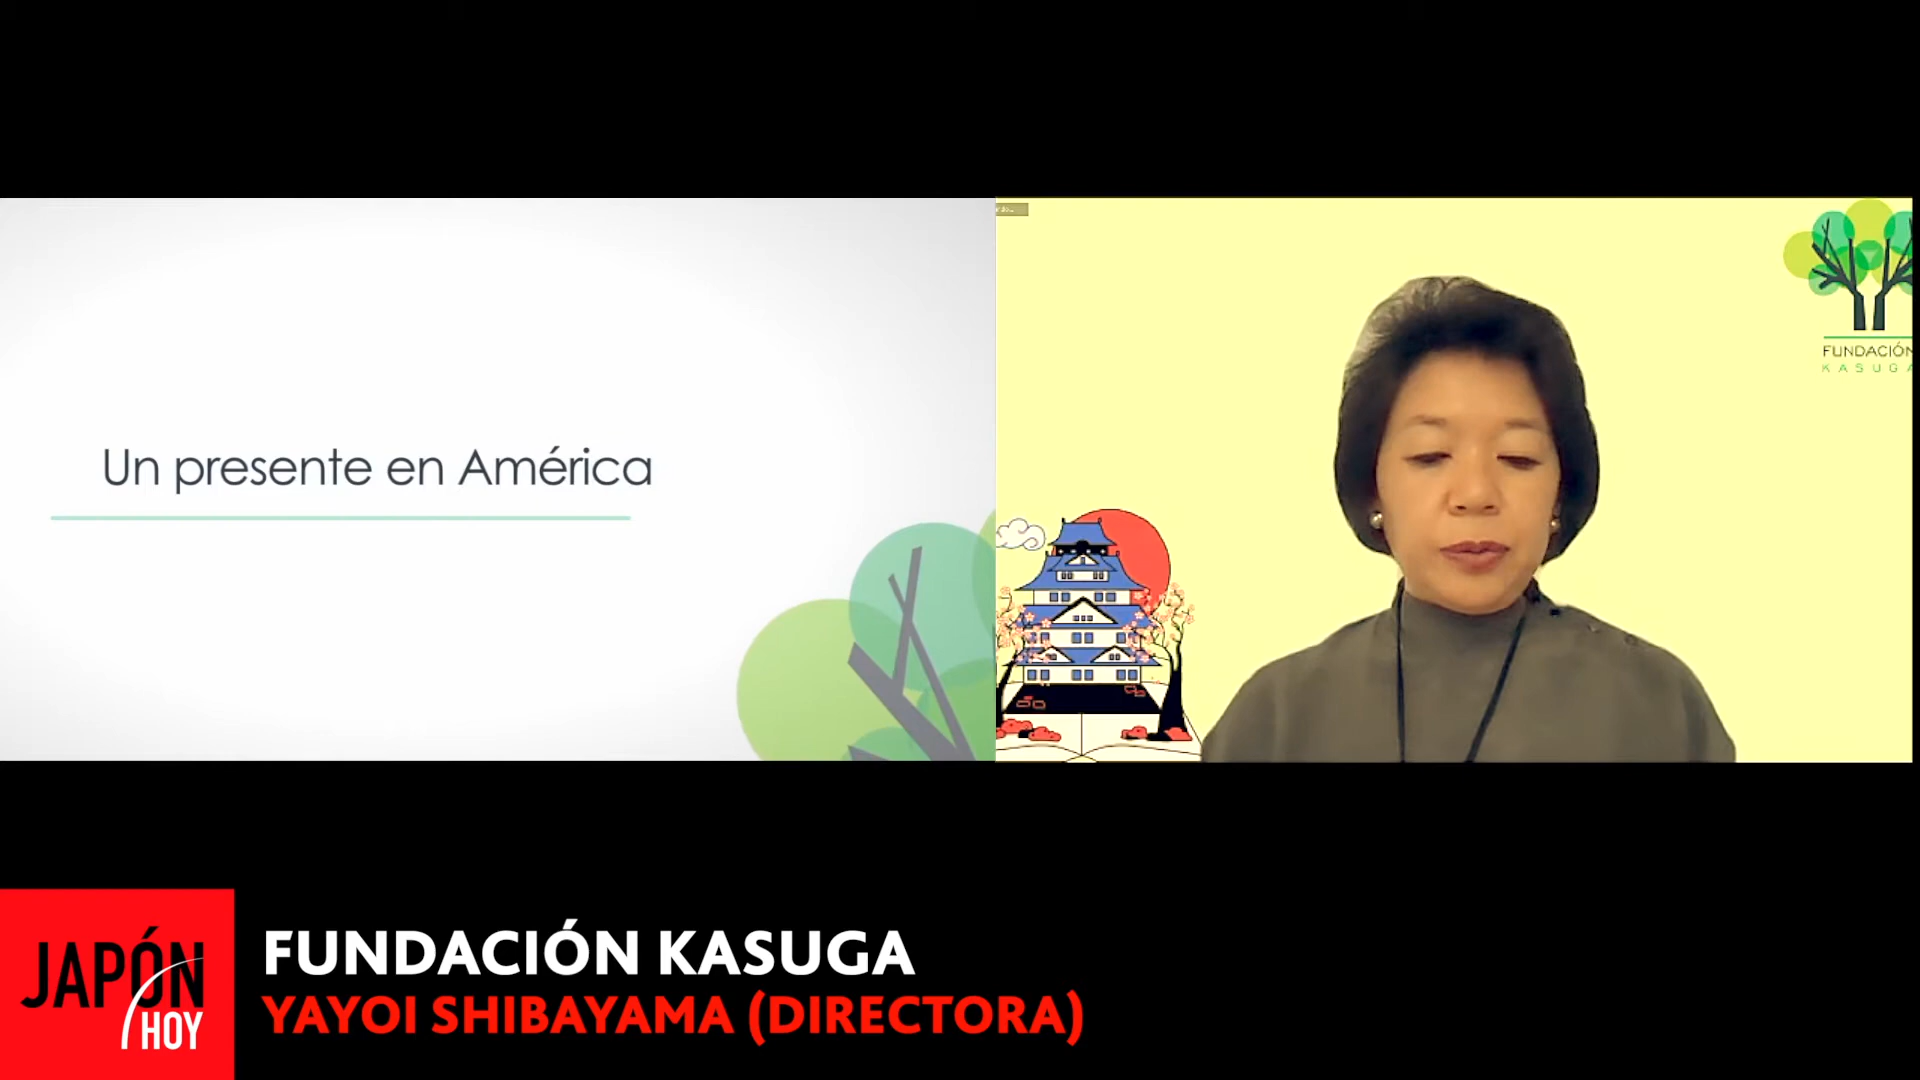 Un presente en América
FUNDACIÓN
KASUGA
JAPÓN
HOY
FUNDACIÓN KASUGA
YAYOI SHIBAYAMA (DIRECTORA)